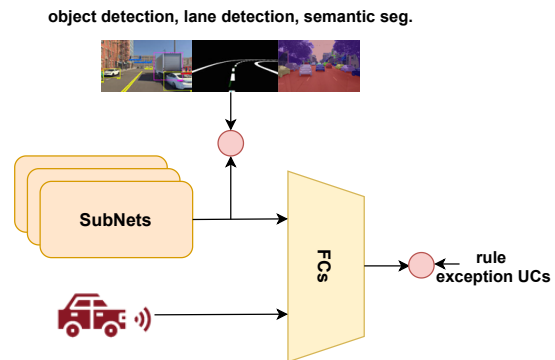 object detection, lane detection, semantic seg.
SubNets
FCs
rule
exception UCs